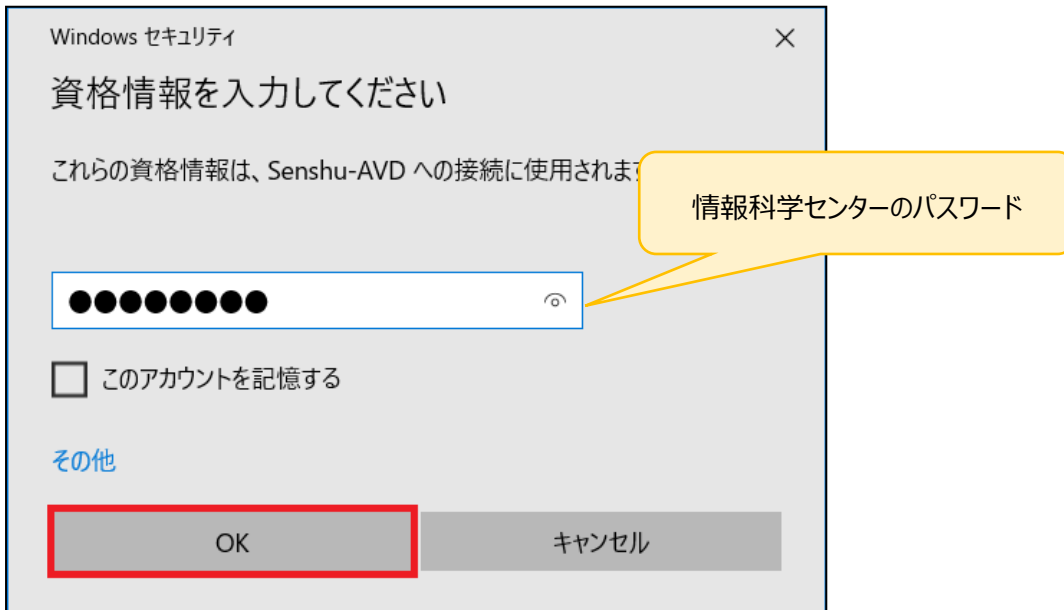 Windows セキュリティ
資格情報を入力してください
これらの資格情報は、Senshu-AVD への接続に使用されま
情報科学センターのパスワード
●●●●●●●●
このアカウントを記憶する
その他
OK
キャンセル